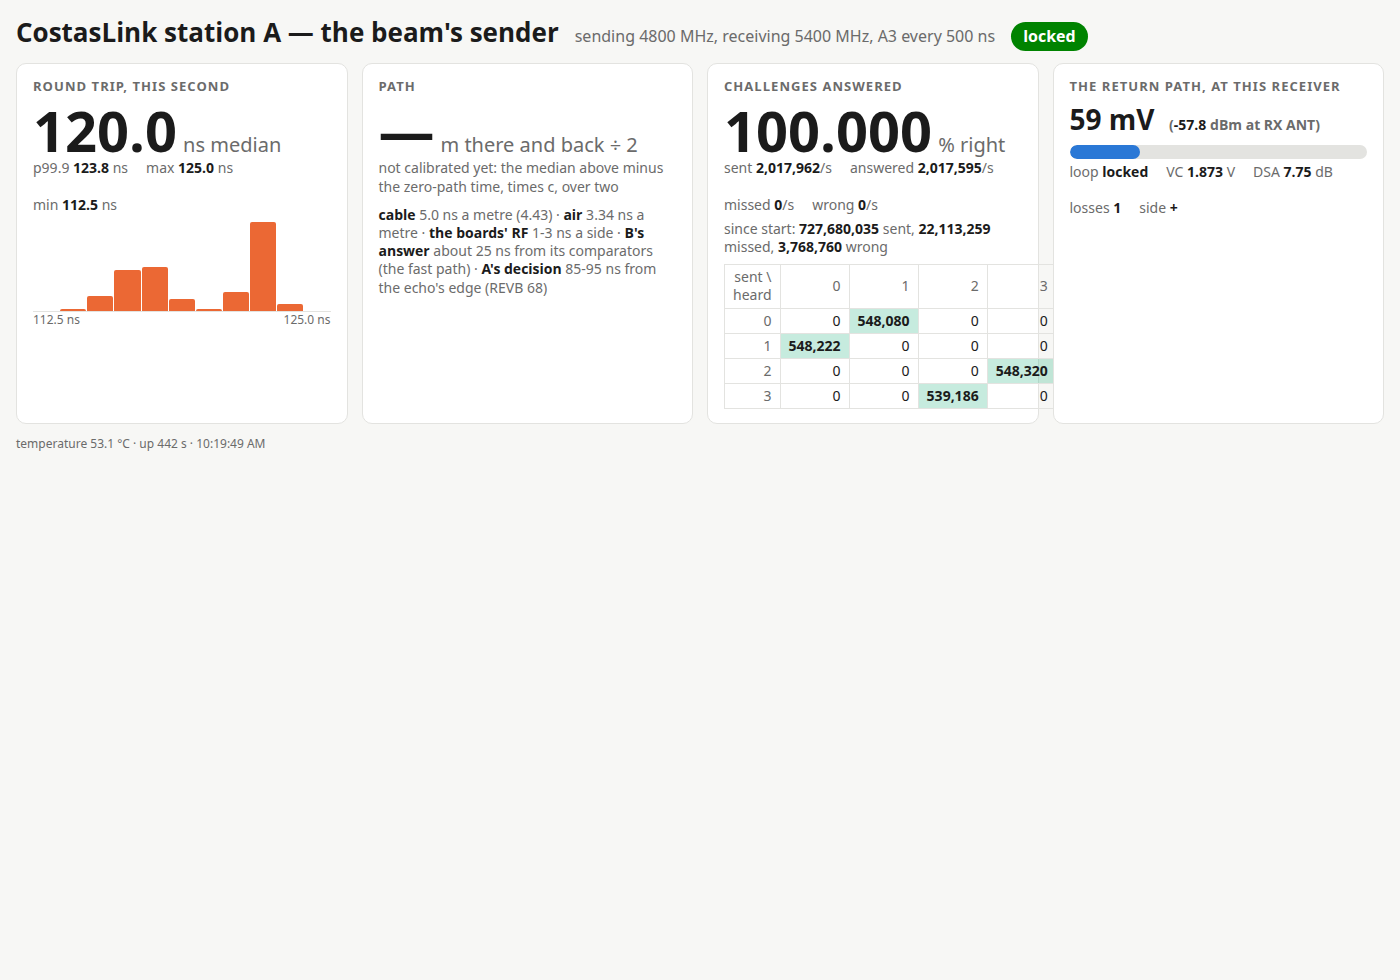 CostasLink station A — the beam's sender sending 4800 MHz, receiving 5400 MHz, A3 every 500 ns locked
ROUND TRIP, THIS SECOND
120.0 ns median
p99.9 123.8 ns max 125.0 ns
min 112.5 ns
112.5 ns 125.0 ns
PATH
— m there and back ÷ 2
not calibrated yet: the median above minus
the zero-path time, times c, over two
cable 5.0 ns a metre (4.43) · air 3.34 ns a
metre · the boards' RF 1-3 ns a side · B's
answer about 25 ns from its comparators
(the fast path) · A's decision 85-95 ns from
the echo's edge (REVB 68)
CHALLENGES ANSWERED
100.000 % right
sent 2,017,962/s answered 2,017,595/s
missed 0/s wrong 0/s
since start: 727,680,035 sent, 22,113,259
missed, 3,768,760 wrong
sent \
heard 0 1 2 3
0 0 548,080 0 0
1 548,222 0 0 0
2 0 0 0 548,320
3 0 0 539,186 0
THE RETURN PATH, AT THIS RECEIVER
59 mV (-57.8 dBm at RX ANT)
loop locked VC 1.873 V DSA 7.75 dB
losses 1 side +
temperature 53.1 °C · up 442 s · 10:19:49 AM